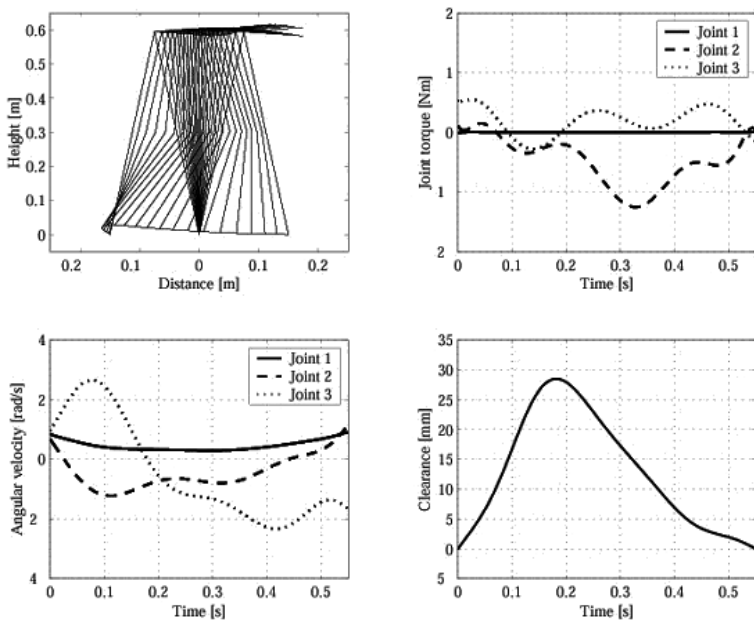 0.6
0.5
0.4
0.3
0.2
0.1
0
Height [m]
0.2 0.1 0 0.1 0.2
Distance [m]
2
1
0
1
2
Joint torque [Nm]
Joint 1
Joint 2
Joint 3
0 0.1 0.2 0.3 0.4 0.5
Time [s]
4
2
0
2
4
Angular velocity [rad/s]
Joint 1
Joint 2
Joint 3
0 0.1 0.2 0.3 0.4 0.5
Time [s]
35
30
25
20
15
10
5
0
5
Clearance [mm]
0 0.1 0.2 0.3 0.4 0.5
Time [s]